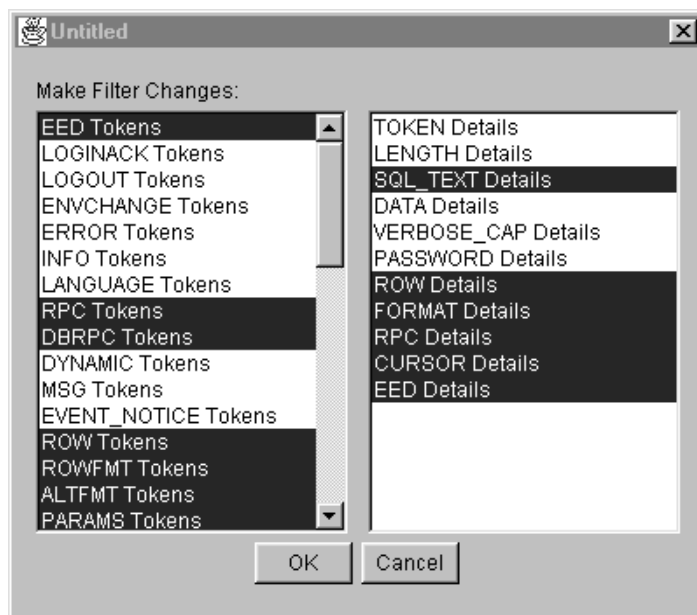 Untitled
Make Filter Changes:
EED Tokens
LOGINACK Tokens
LOGOUT Tokens
ENVCHANGE Tokens
ERROR Tokens
INFO Tokens
LANGUAGE Tokens
RPC Tokens
DBRPC Tokens
DYNAMIC Tokens
MSG Tokens
EVENT_NOTICE Tokens
ROW Tokens
ROWFMT Tokens
ALTFMT Tokens
PARAMS Tokens
TOKEN Details
LENGTH Details
SQL_TEXT Details
DATA Details
VERBOSE_CAP Details
PASSWORD Details
ROW Details
FORMAT Details
RPC Details
CURSOR Details
EED Details
OK
Cancel